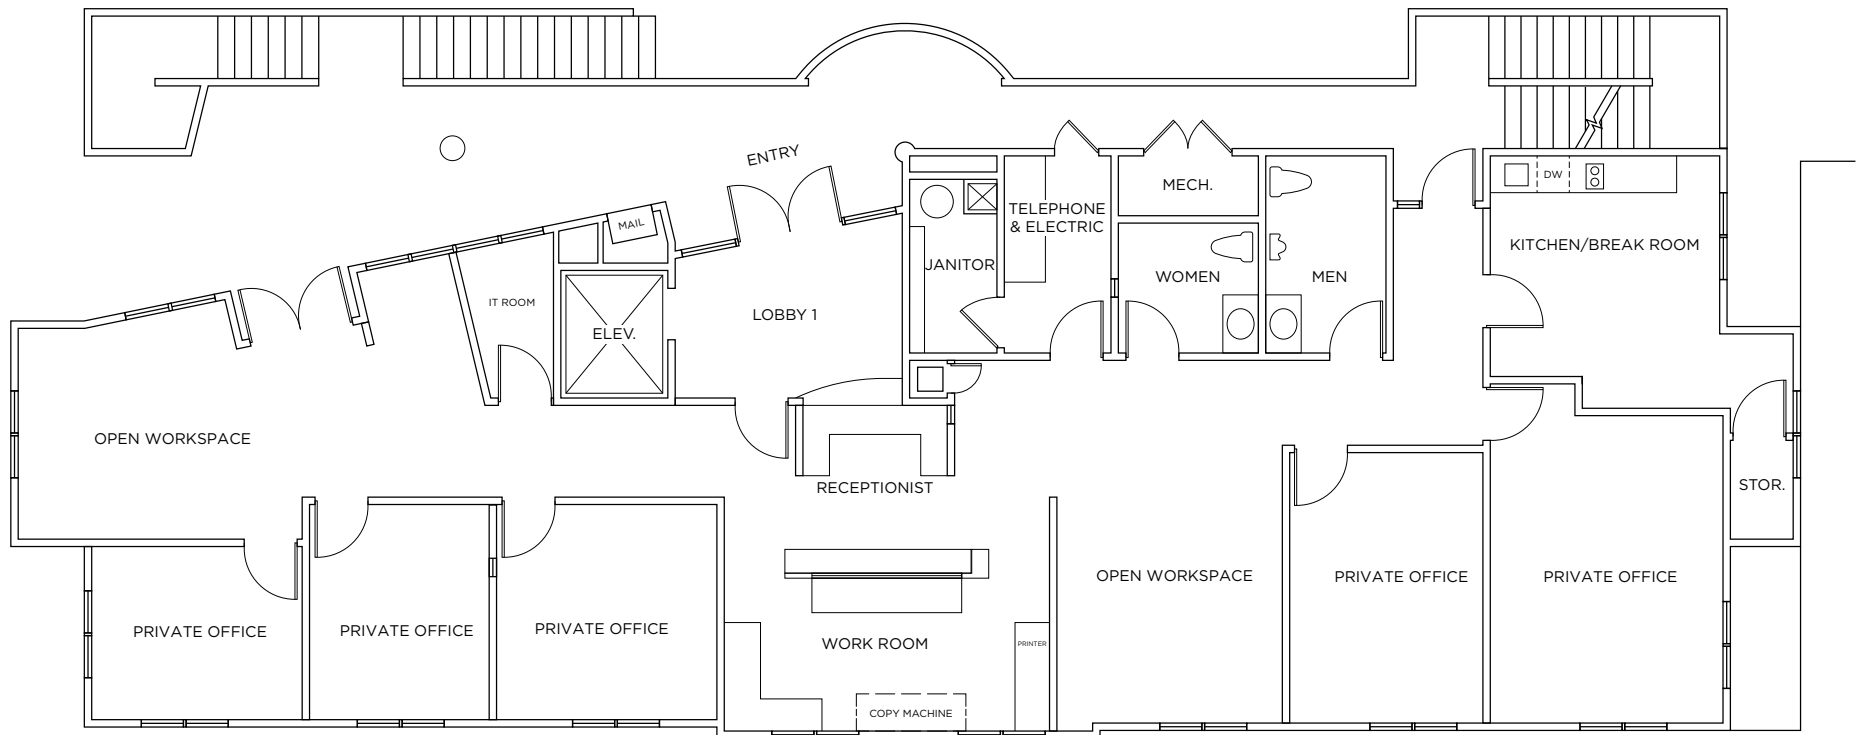 ENTRY
DW
MECH.
MAIL
TELEPHONE
& ELECTRIC
KITCHEN/BREAK ROOM
JANITOR
WOMEN
MEN
IT ROOM
LOBBY 1
ELEV.
OPEN WORKSPACE
RECEPTIONIST
STOR.
OPEN WORKSPACE
PRIVATE OFFICE
PRIVATE OFFICE
PRIVATE OFFICE
PRIVATE OFFICE
PRIVATE OFFICE
WORK ROOM
PRINTER
COPY MACHINE